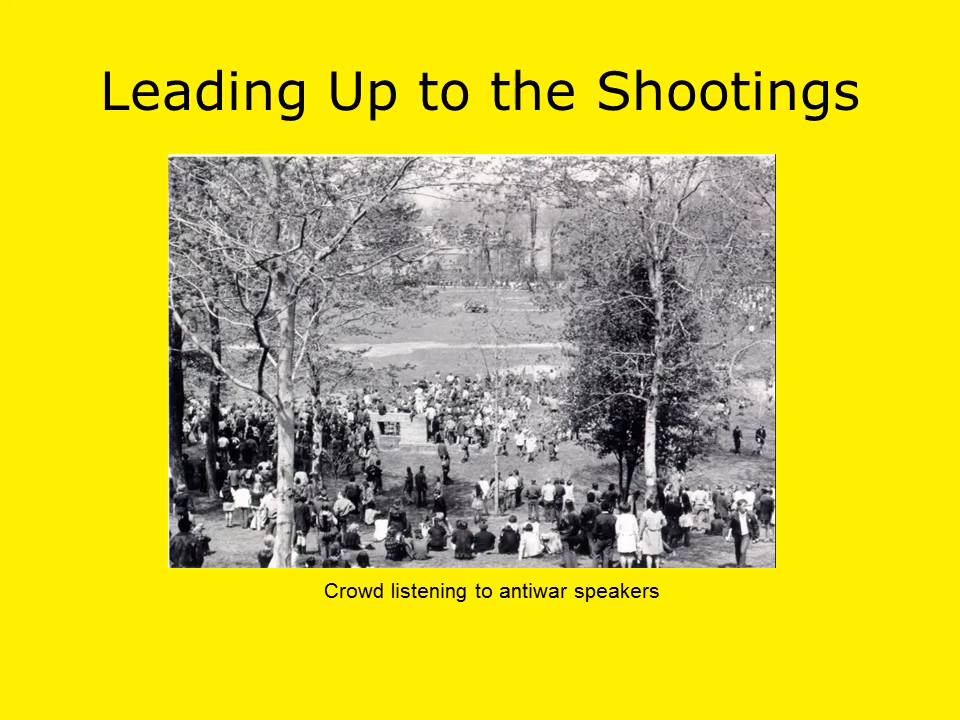 Leading Up to the Shootings
Crowd listening to antiwar speakers